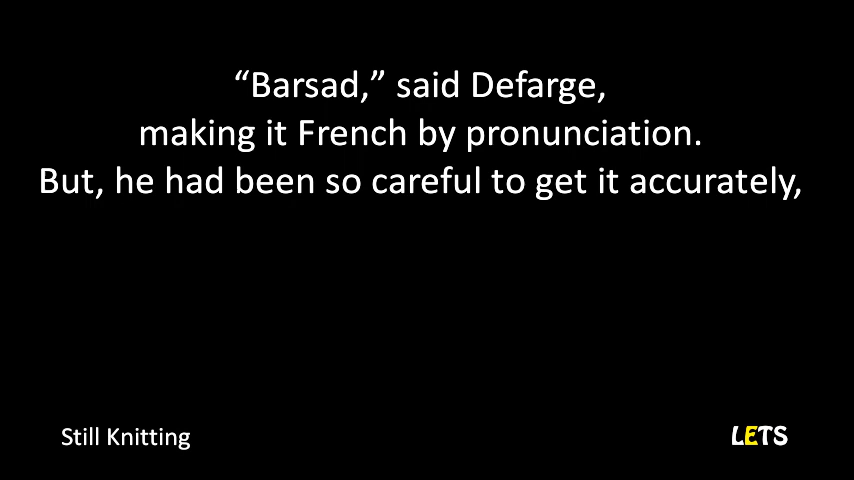 “Barsad,” said Defarge,
making it French by pronunciation.
But, he had been so careful to get it accurately,
Still Knitting
LETS